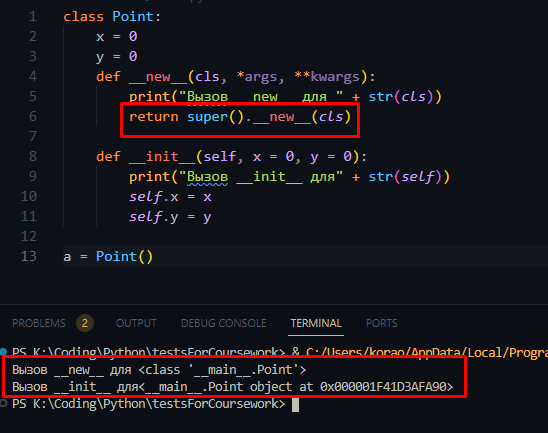 1 class Point:
2 x = 0
3 y = 0
4 def __new__(cls, *args, **kwargs):
5 print("Вызов __new__ для " + str(cls))
6 return super().__new__(cls)
7
8 def __init__(self, x = 0, y = 0):
9 print("Вызов __init__ для" + str(self))
10 self.x = x
11 self.y = y
12
13 a = Point()
PROBLEMS 2 OUTPUT DEBUG CONSOLE TERMINAL PORTS
PS K:\Coding\Python\testsForCoursework> & C:/Users/korao/AppData/Local/Progra
Вызов __new__ для <class '__main__.Point'>
Вызов __init__ для<__main__.Point object at 0x000001F41D3AFA90>
PS K:\Coding\Python\testsForCoursework>